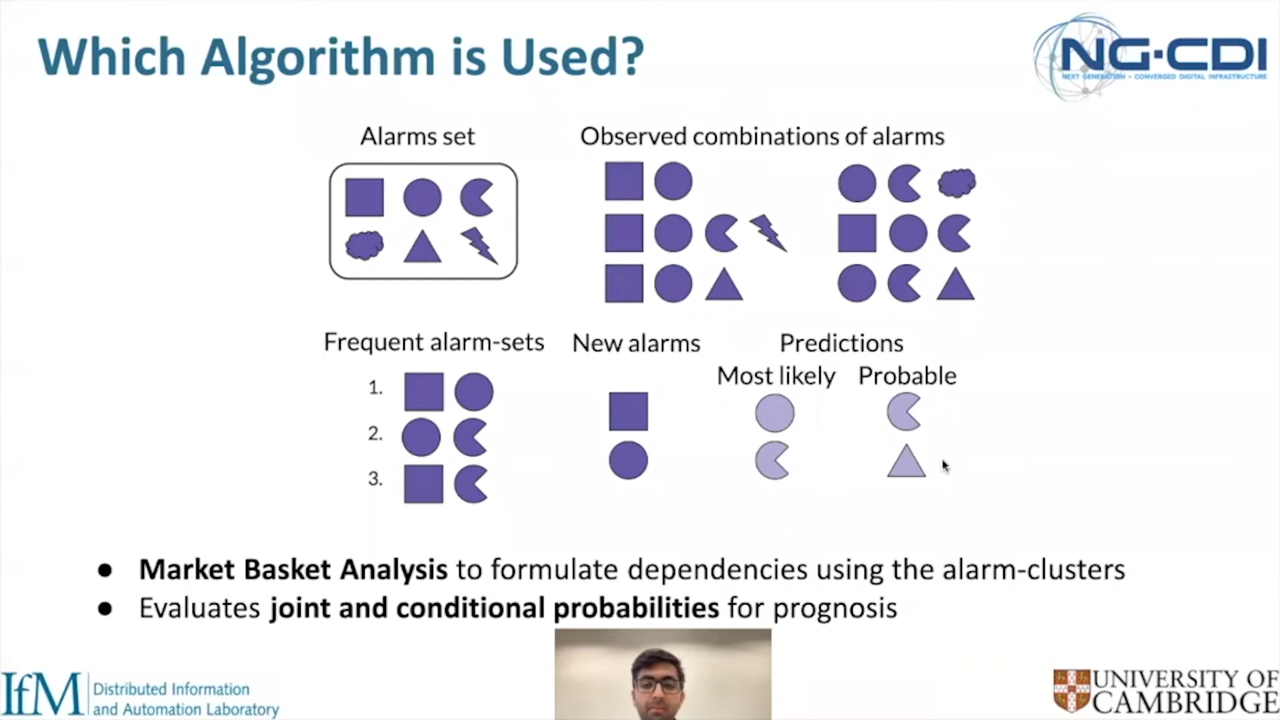 Which Algorithm is Used?
NG-CDI
NEXT GENERATION • CONVERGED DIGITAL INFRASTRUCTURE
Alarms set
Observed combinations of alarms
Frequent alarm-sets
New alarms
Predictions
Most likely
Probable
1.
2.
3.
● Market Basket Analysis to formulate dependencies using the alarm-clusters
● Evaluates joint and conditional probabilities for prognosis
IfM
Distributed Information
and Automation Laboratory
UNIVERSITY OF
CAMBRIDGE